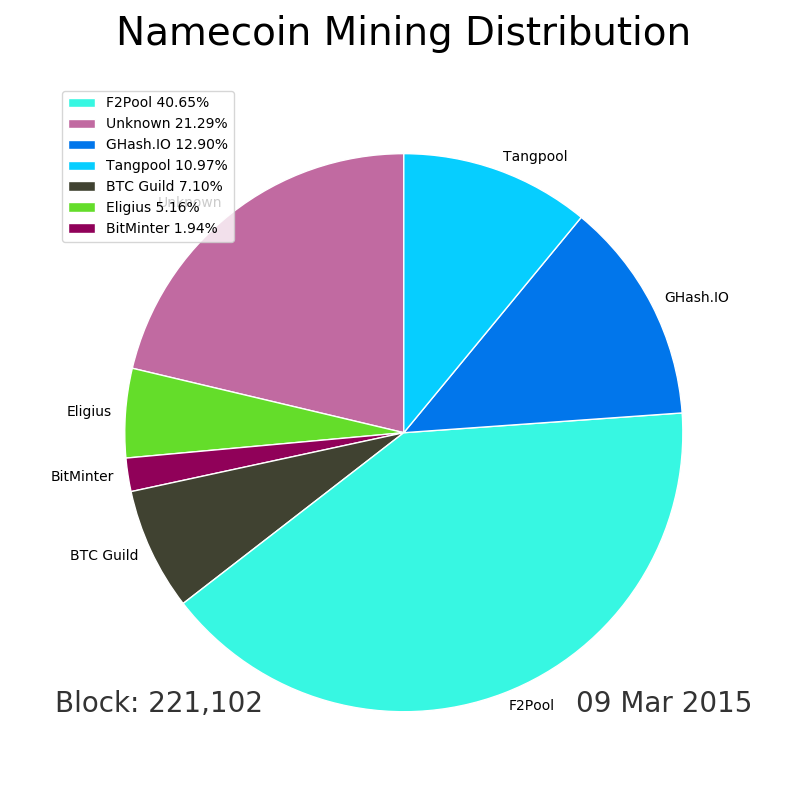 Namecoin Mining Distribution
F2Pool 40.65%
Unknown 21.29%
GHash.IO 12.90%
Tangpool 10.97%
BTC Guild 7.10%
Eligius 5.16%
BitMinter 1.94%
Unknown
Tangpool
GHash.IO
Eligius
BitMinter
BTC Guild
F2Pool
Block: 221,102
09 Mar 2015